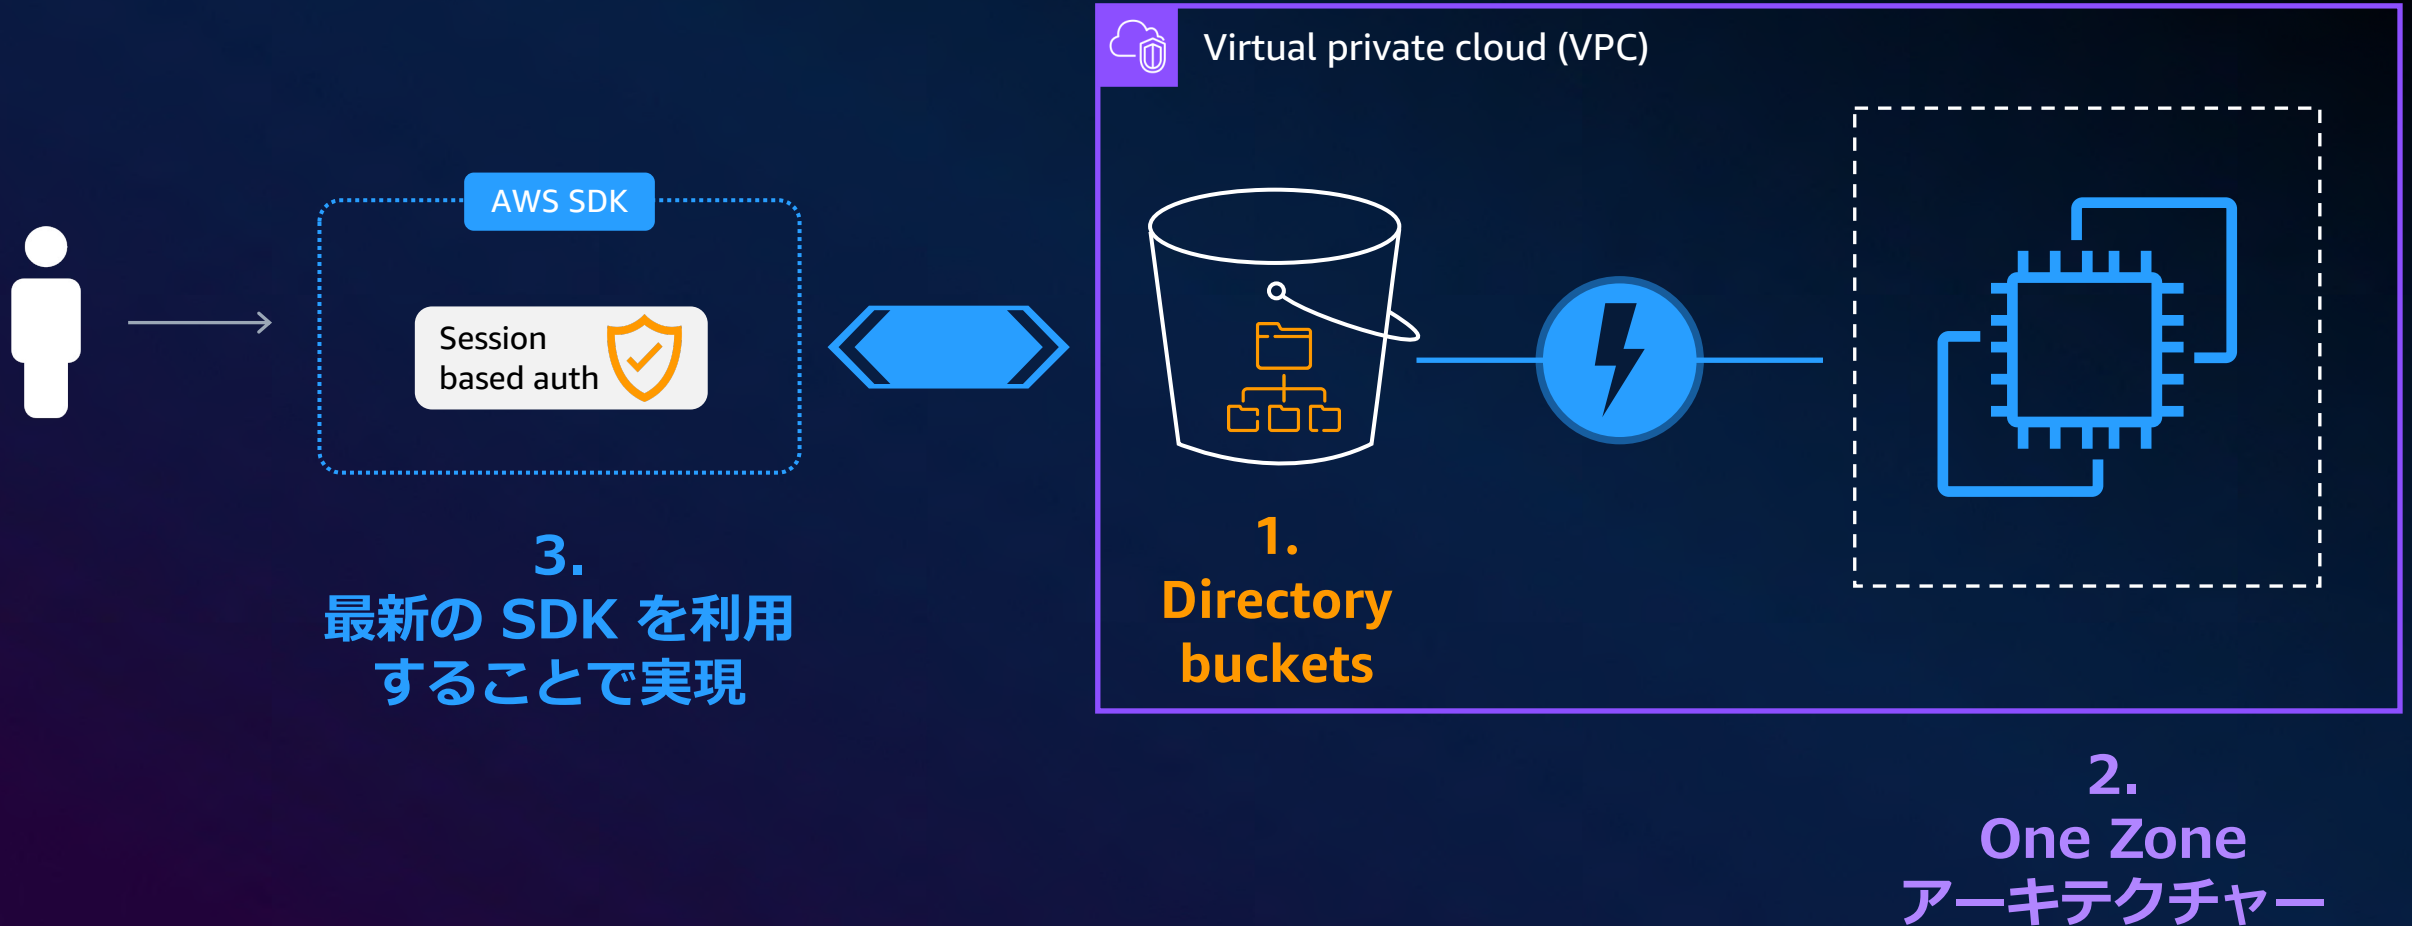 Virtual private cloud (VPC)
AWS SDK
Session
based auth
3.
最新の SDK を利用
することで実現
1.
Directory
buckets
2.
One Zone
アーキテクチャー